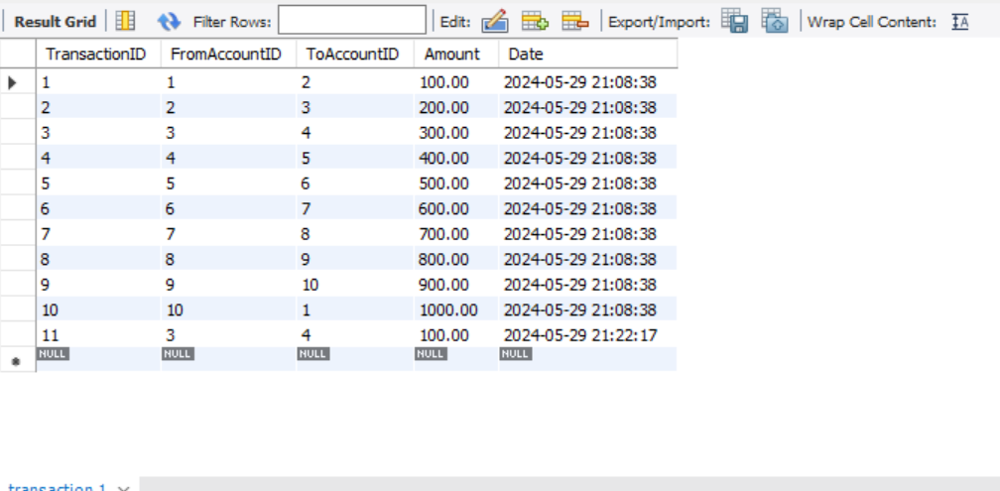 Result Grid Filter Rows: Edit: Export/Import: Wrap Cell Content: IA
TransactionID FromAccountID ToAccountID Amount Date
1 1 2 100.00 2024-05-29 21:08:38
2 2 3 200.00 2024-05-29 21:08:38
3 3 4 300.00 2024-05-29 21:08:38
4 4 5 400.00 2024-05-29 21:08:38
5 5 6 500.00 2024-05-29 21:08:38
6 6 7 600.00 2024-05-29 21:08:38
7 7 8 700.00 2024-05-29 21:08:38
8 8 9 800.00 2024-05-29 21:08:38
9 9 10 900.00 2024-05-29 21:08:38
10 10 1 1000.00 2024-05-29 21:08:38
11 3 4 100.00 2024-05-29 21:22:17
NULL NULL NULL NULL NULL
transaction 1